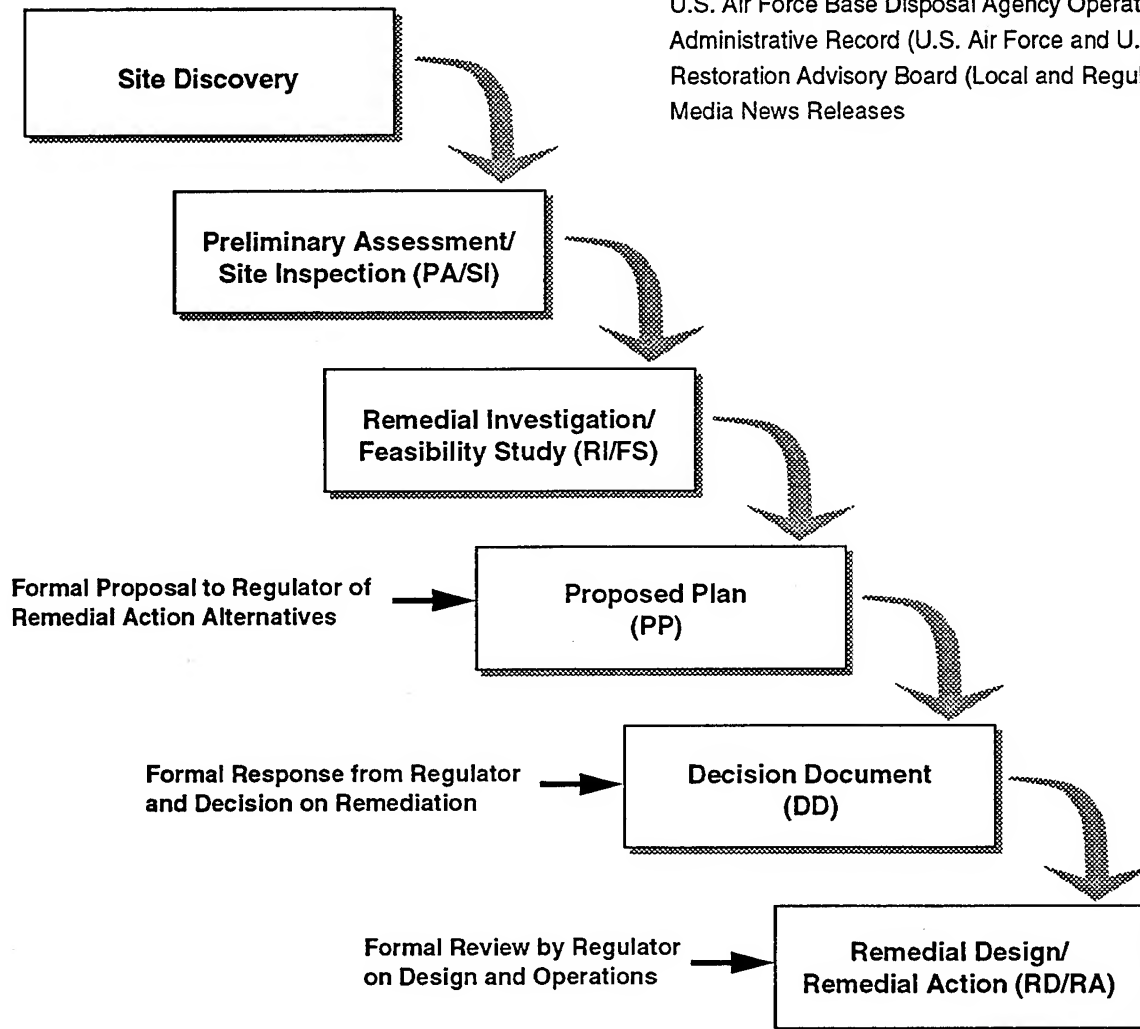 U.S. Air Force Base Disposal Agency
Administrative Record (U.S. Air Force and
Restoration Advisory Board (Local and
Media News Releases
Site Discovery
Preliminary Assessment/
Site Inspection (PA/SI)
Remedial Investigation/
Feasibility Study (RI/FS)
Formal Proposal to Regulator of
Remedial Action Alternatives
Proposed Plan
(PP)
Formal Response from Regulator
and Decision on Remediation
Decision Document
(DD)
Formal Review by Regulator
on Design and Operations
Remedial Design/
Remedial Action (RD/RA)